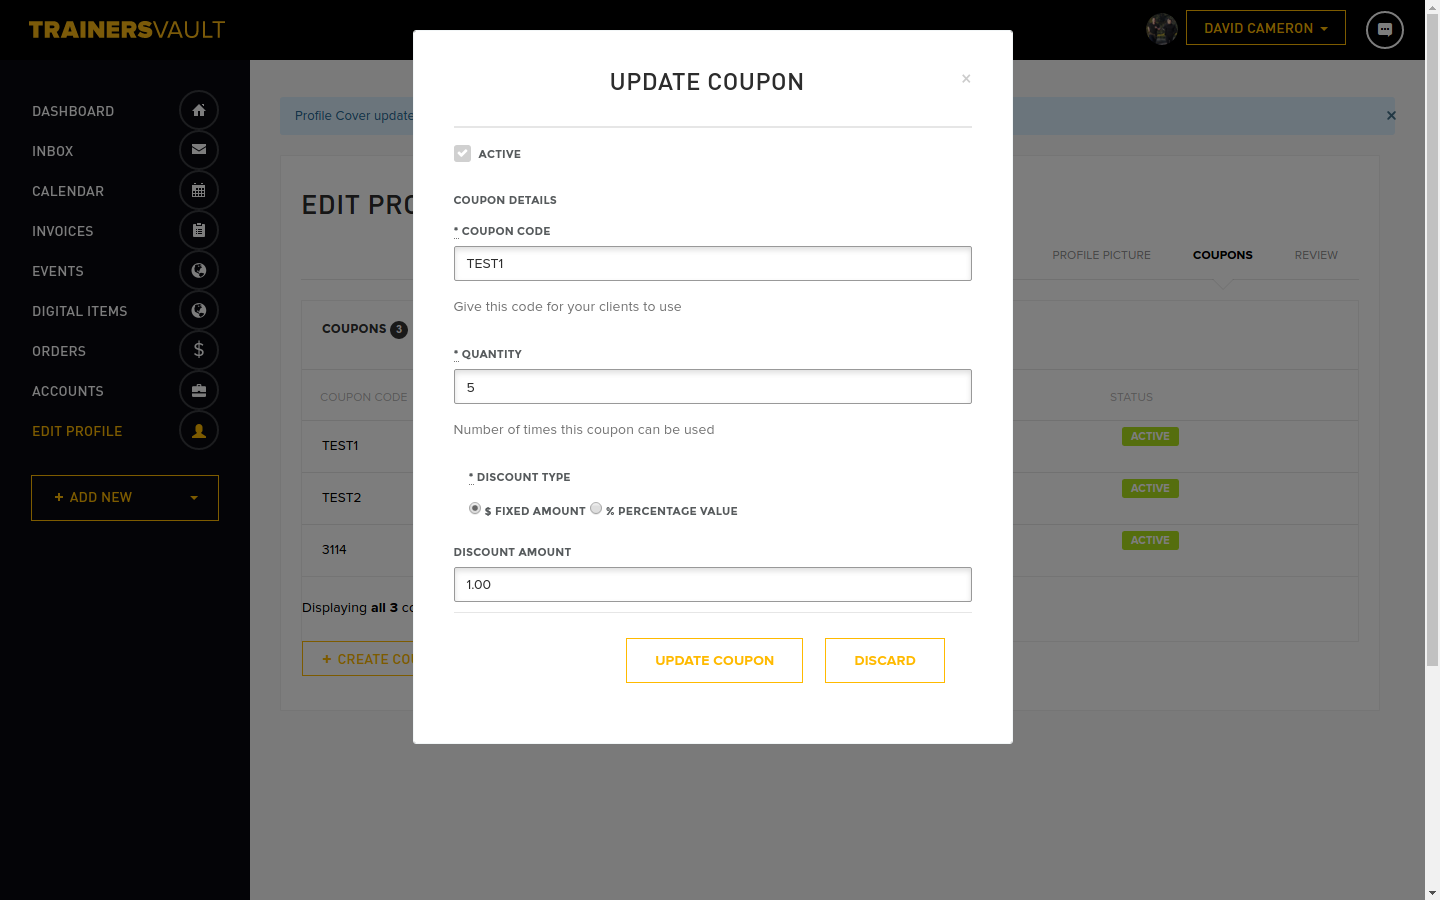 TRAINERSVAULT
DAVID CAMERON
DASHBOARD
INBOX
CALENDAR
INVOICES
EVENTS
DIGITAL ITEMS
$
ORDERS
ACCOUNTS
EDIT PROFILE
+ ADD NEW
Profile Cover update
×
EDIT PRO
PROFILE PICTURE
COUPONS
REVIEW
COUPONS 3
COUPON CODE
STATUS
TEST1
ACTIVE
TEST2
ACTIVE
3114
ACTIVE
Displaying all 3 co
+ CREATE COU
UPDATE COUPON
×
ACTIVE
COUPON DETAILS
* COUPON CODE
TEST1
Give this code for your clients to use
* QUANTITY
5
Number of times this coupon can be used
* DISCOUNT TYPE
$ FIXED AMOUNT % PERCENTAGE VALUE
DISCOUNT AMOUNT
1.00
UPDATE COUPON
DISCARD